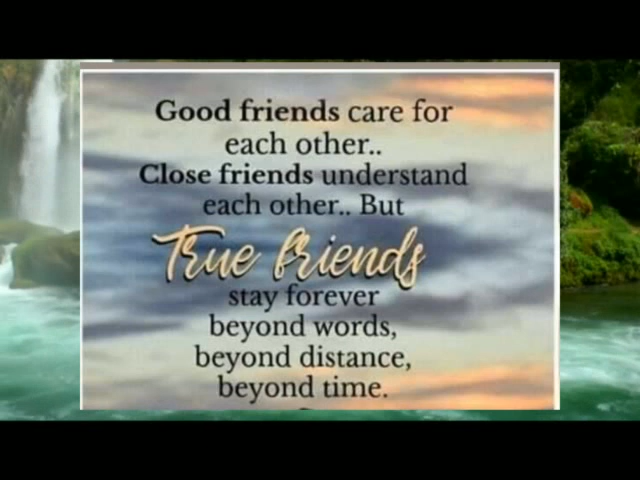 Good friends care for
each other..
Close friends understand
each other.. But
True friends
stay forever
beyond words,
beyond distance,
beyond time.